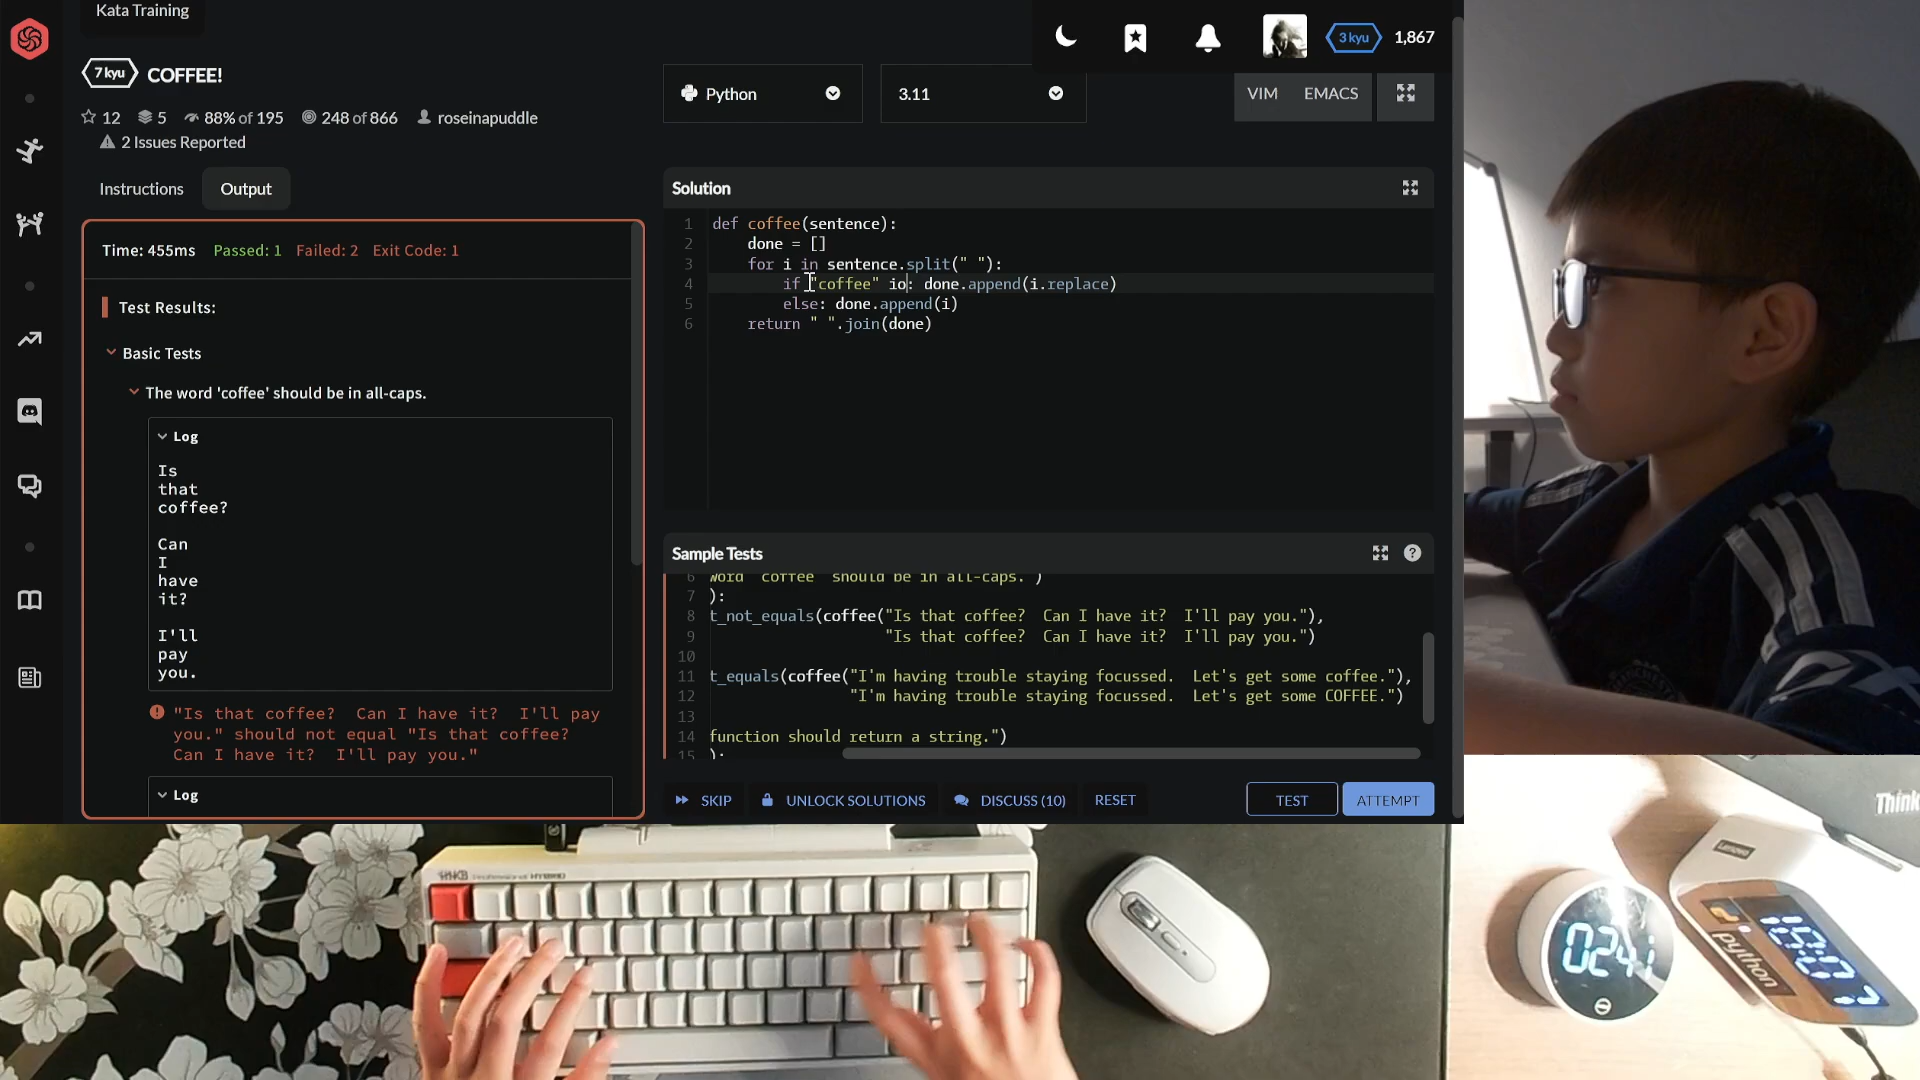 Kata Training
3 kyu
1,867
7 kyu
COFFEE!
12
5
88% of 195
248 of 866
roseinapuddle
2 Issues Reported
Python
3.11
VIM
EMACS
Instructions
Output
Time: 455ms Passed: 1 Failed: 2 Exit Code: 1
Test Results:
Basic Tests
The word 'coffee' should be in all-caps.
Log
Is
that
coffee?
Can
I
have
it?
I'll
pay
you.
"Is that coffee?  Can I have it?  I'll pay
you." should not equal "Is that coffee?
Can I have it?  I'll pay you."
Log
Solution
1 def coffee(sentence):
2     done = []
3     for i in sentence.split(" "):
4         if "coffee" io: done.append(i.replace)
5         else: done.append(i)
6     return " ".join(done)
Sample Tests
6 word 'coffee' should be in all-caps.")
7 ):
8 t_not_equals(coffee("Is that coffee?  Can I have it?  I'll pay you."),
9 "Is that coffee?  Can I have it?  I'll pay you.")
10
11 t_equals(coffee("I'm having trouble staying focussed.  Let's get some coffee."),
12 "I'm having trouble staying focussed.  Let's get some COFFEE.")
13
14 function should return a string.")
15 ):
SKIP
UNLOCK SOLUTIONS
DISCUSS (10)
RESET
TEST
ATTEMPT
HHKB Professional HYBRID
Think
Lenovo
python